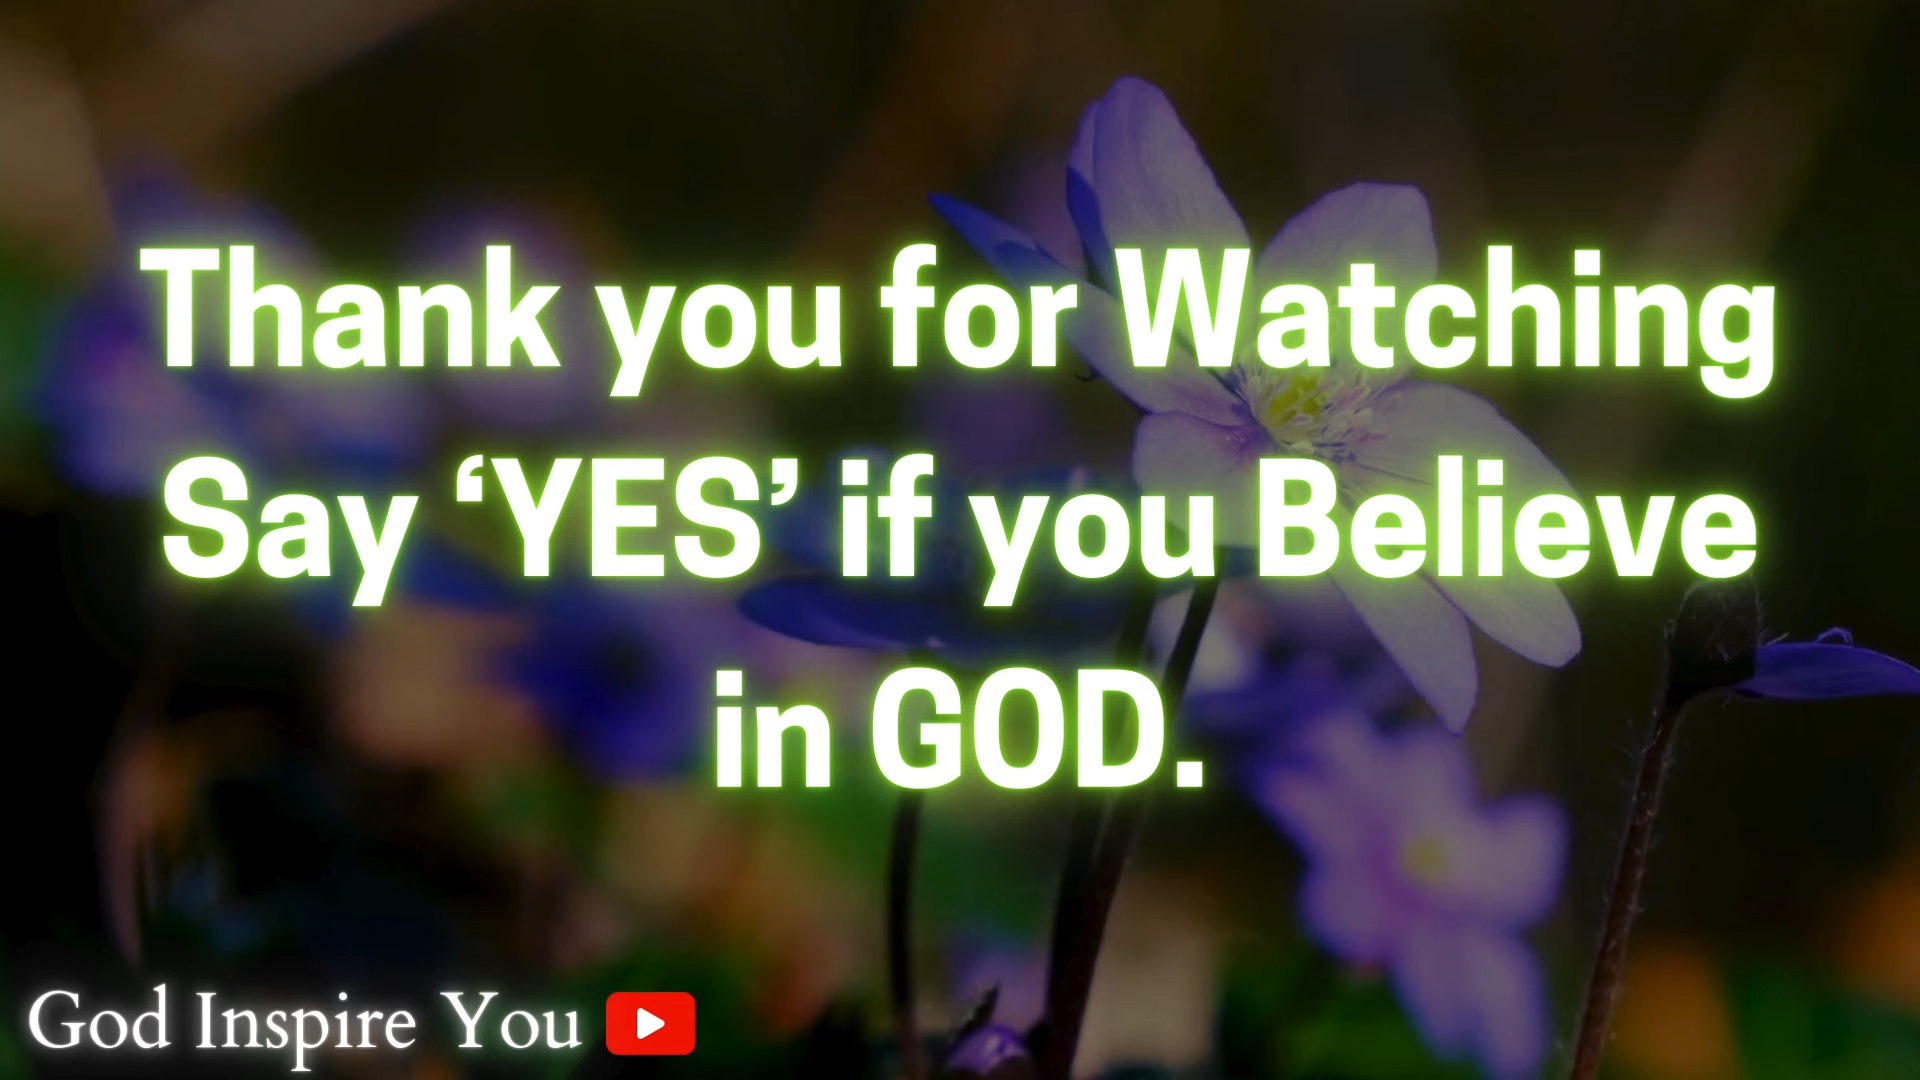 Thank you for Watching
Say ‘YES’ if you Believe
in GOD.
God Inspire You